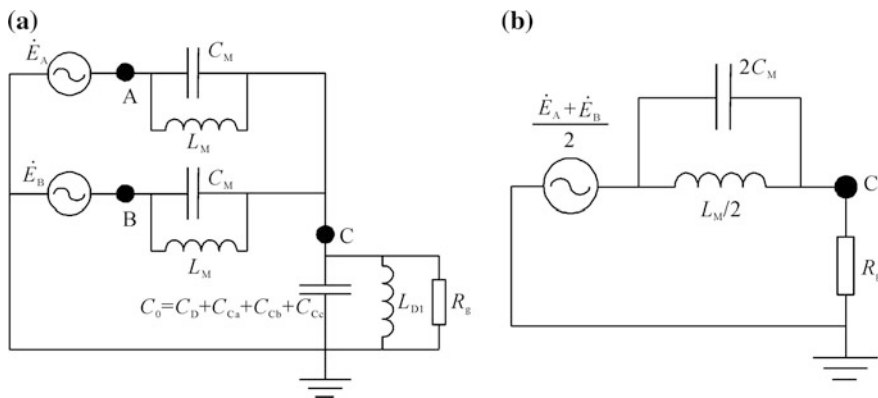 (a)
Ė_A
C_M
A
L_M
Ė_B
C_M
B
L_M
C
C_0=C_D+C_Ca+C_Cb+C_Cc
L_D1
R_g
(b)
2C_M
Ė_A+Ė_B
2
C
L_M/2